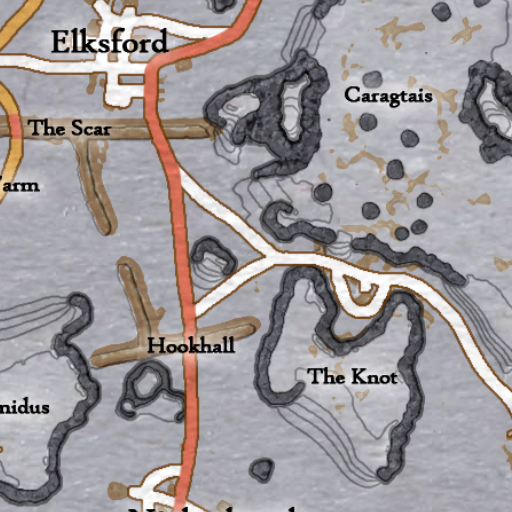 Elksford
Caragtais
The Scar
arm
Hookhall
The Knot
nidus